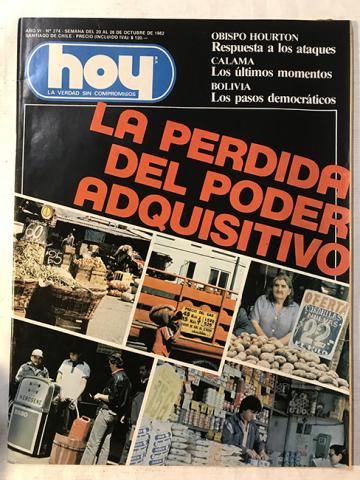 AÑO VI - Nº 274 - SEMANA DEL 20 AL 26 DE OCTUBRE DE 1982
SANTIAGO DE CHILE - PRECIO (INCLUIDO IVA) $ 120.-
hoy
LA VERDAD SIN COMPROMISOS
OBISPO HOURTON
Respuesta a los ataques
CALAMA
Los últimos momentos
BOLIVIA
Los pasos democráticos
LA PERDIDA
DEL PODER
ADQUISITIVO
60
OFERTA
KEROSENE